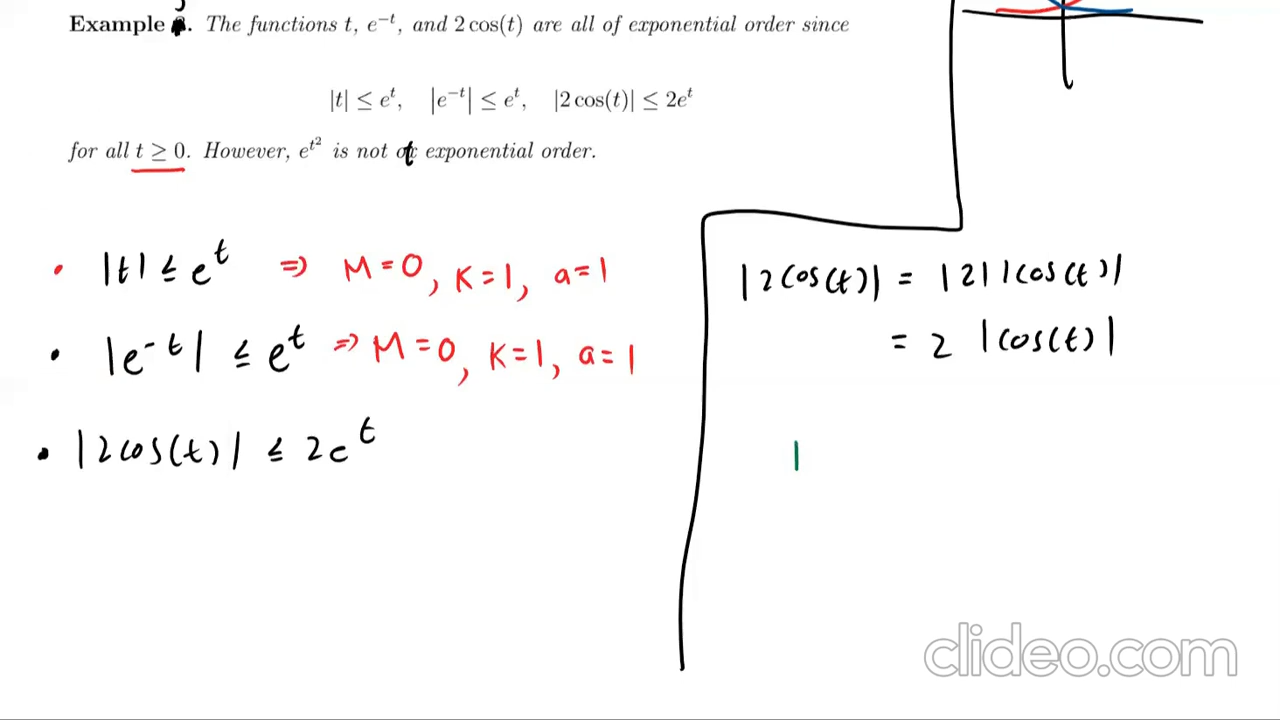 Example 3. The functions t, e^{-t}, and 2 cos(t) are all of exponential order since
|t| ≤ e^t, |e^{-t}| ≤ e^t, |2 cos(t)| ≤ 2e^t
for all t ≥ 0. However, e^{t^2} is not of exponential order.
• |t| ≤ e^t ⇒ M=0, K=1, a=1
• |e^{-t}| ≤ e^t ⇒ M=0, K=1, a=1
• |2cos(t)| ≤ 2e^t
|2cos(t)| = |2||cos(t)|
= 2 |cos(t)|
|
clideo.com